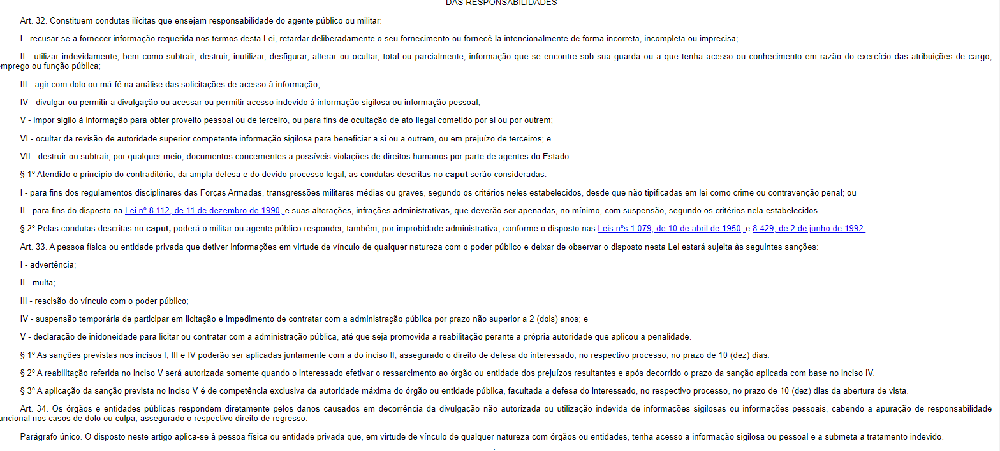 DAS RESPONSABILIDADES
Art. 32. Constituem condutas ilícitas que ensejam responsabilidade do agente público ou militar:
I - recusar-se a fornecer informação requerida nos termos desta Lei, retardar deliberadamente o seu fornecimento ou fornecê-la intencionalmente de forma incorreta, incompleta ou imprecisa;
II - utilizar indevidamente, bem como subtrair, destruir, inutilizar, desfigurar, alterar ou ocultar, total ou parcialmente, informação que se encontre sob sua guarda ou a que tenha acesso ou conhecimento em razão do exercício das atribuições de cargo,
mprego ou função pública;
III - agir com dolo ou má-fé na análise das solicitações de acesso à informação;
IV - divulgar ou permitir a divulgação ou acessar ou permitir acesso indevido à informação sigilosa ou informação pessoal;
V - impor sigilo à informação para obter proveito pessoal ou de terceiro, ou para fins de ocultação de ato ilegal cometido por si ou por outrem;
VI - ocultar da revisão de autoridade superior competente informação sigilosa para beneficiar a si ou a outrem, ou em prejuízo de terceiros; e
VII - destruir ou subtrair, por qualquer meio, documentos concernentes a possíveis violações de direitos humanos por parte de agentes do Estado.
§ 1º Atendido o princípio do contraditório, da ampla defesa e do devido processo legal, as condutas descritas no caput serão consideradas:
I - para fins dos regulamentos disciplinares das Forças Armadas, transgressões militares médias ou graves, segundo os critérios neles estabelecidos, desde que não tipificadas em lei como crime ou contravenção penal; ou
II - para fins do disposto na Lei nº 8.112, de 11 de dezembro de 1990, e suas alterações, infrações administrativas, que deverão ser apenadas, no mínimo, com suspensão, segundo os critérios nela estabelecidos.
§ 2º Pelas condutas descritas no caput, poderá o militar ou agente público responder, também, por improbidade administrativa, conforme o disposto nas Leis nºs 1.079, de 10 de abril de 1950, e 8.429, de 2 de junho de 1992.
Art. 33. A pessoa física ou entidade privada que detiver informações em virtude de vínculo de qualquer natureza com o poder público e deixar de observar o disposto nesta Lei estará sujeita às seguintes sanções:
I - advertência;
II - multa;
III - rescisão do vínculo com o poder público;
IV - suspensão temporária de participar em licitação e impedimento de contratar com a administração pública por prazo não superior a 2 (dois) anos; e
V - declaração de inidoneidade para licitar ou contratar com a administração pública, até que seja promovida a reabilitação perante a própria autoridade que aplicou a penalidade.
§ 1º As sanções previstas nos incisos I, III e IV poderão ser aplicadas juntamente com a do inciso II, assegurado o direito de defesa do interessado, no respectivo processo, no prazo de 10 (dez) dias.
§ 2º A reabilitação referida no inciso V será autorizada somente quando o interessado efetivar o ressarcimento ao órgão ou entidade dos prejuízos resultantes e após decorrido o prazo da sanção aplicada com base no inciso IV.
§ 3º A aplicação da sanção prevista no inciso V é de competência exclusiva da autoridade máxima do órgão ou entidade pública, facultada a defesa do interessado, no respectivo processo, no prazo de 10 (dez) dias da abertura de vista.
Art. 34. Os órgãos e entidades públicas respondem diretamente pelos danos causados em decorrência da divulgação não autorizada ou utilização indevida de informações sigilosas ou informações pessoais, cabendo a apuração de responsabilidade
uncional nos casos de dolo ou culpa, assegurado o respectivo direito de regresso.
Parágrafo único. O disposto neste artigo aplica-se à pessoa física ou entidade privada que, em virtude de vínculo de qualquer natureza com órgãos ou entidades, tenha acesso a informação sigilosa ou pessoal e a submeta a tratamento indevido.